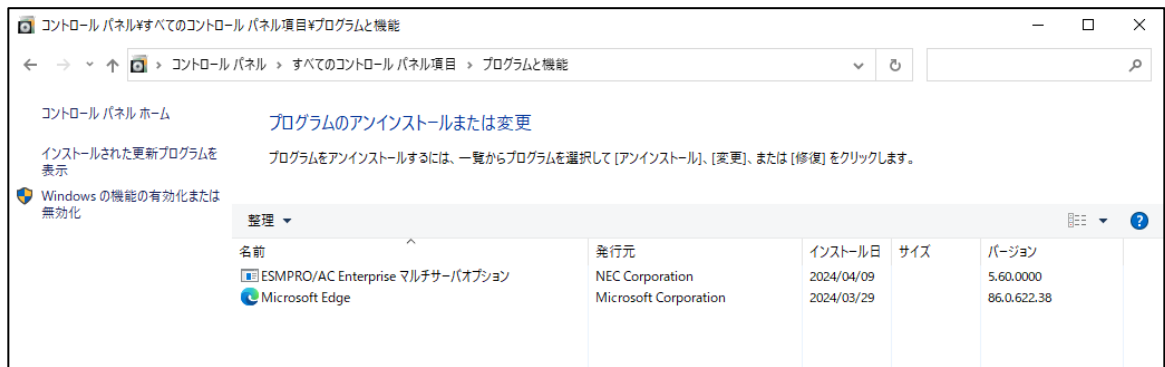 コントロール パネル¥すべてのコントロール パネル項目¥プログラムと機能
コントロール パネル › すべてのコントロール パネル項目 › プログラムと機能
コントロール パネル ホーム
インストールされた更新プログラムを
表示
Windows の機能の有効化または
無効化
プログラムのアンインストールまたは変更
プログラムをアンインストールするには、一覧からプログラムを選択して [アンインストール]、[変更]、または [修復] をクリックします。
整理
名前 発行元 インストール日 サイズ バージョン
ESMPRO/AC Enterprise マルチサーバオプション NEC Corporation 2024/04/09 5.60.0000
Microsoft Edge Microsoft Corporation 2024/03/29 86.0.622.38